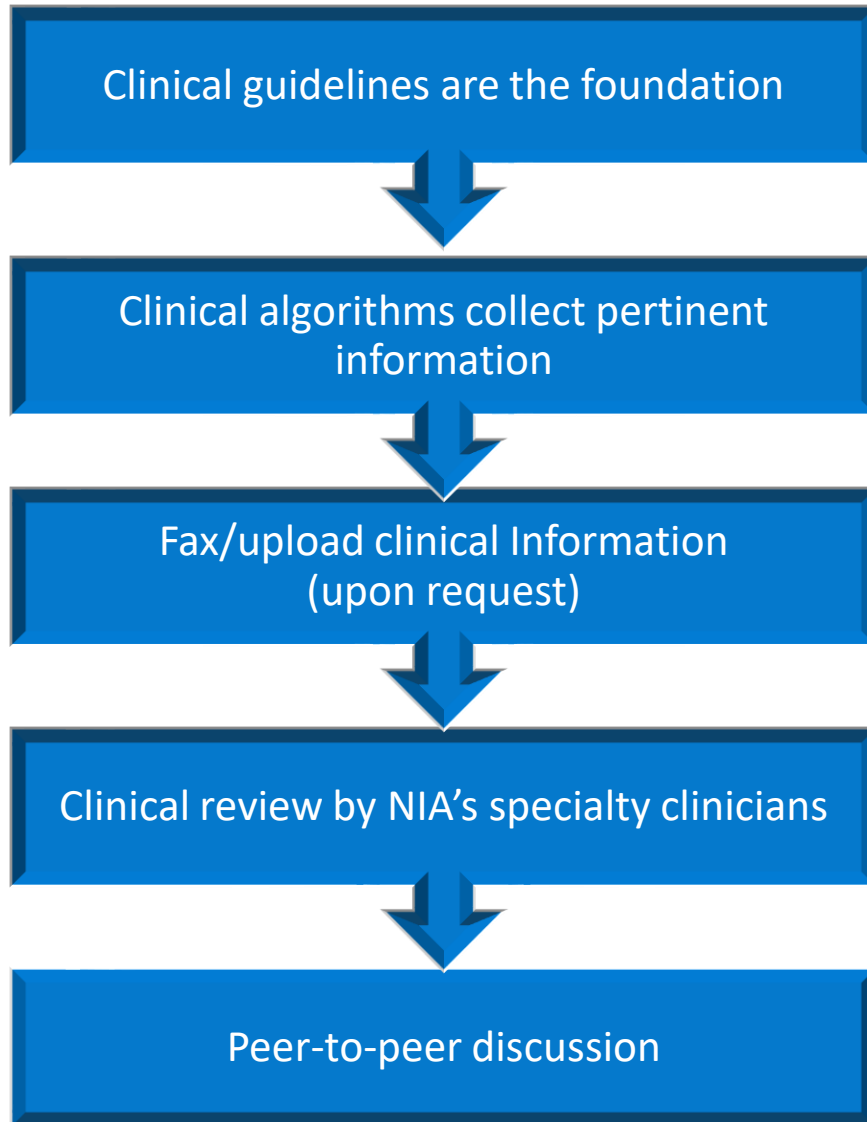 Clinical guidelines are the foundation
Clinical algorithms collect pertinent
information
Fax/upload clinical Information
(upon request)
Clinical review by NIA’s specialty clinicians
Peer-to-peer discussion